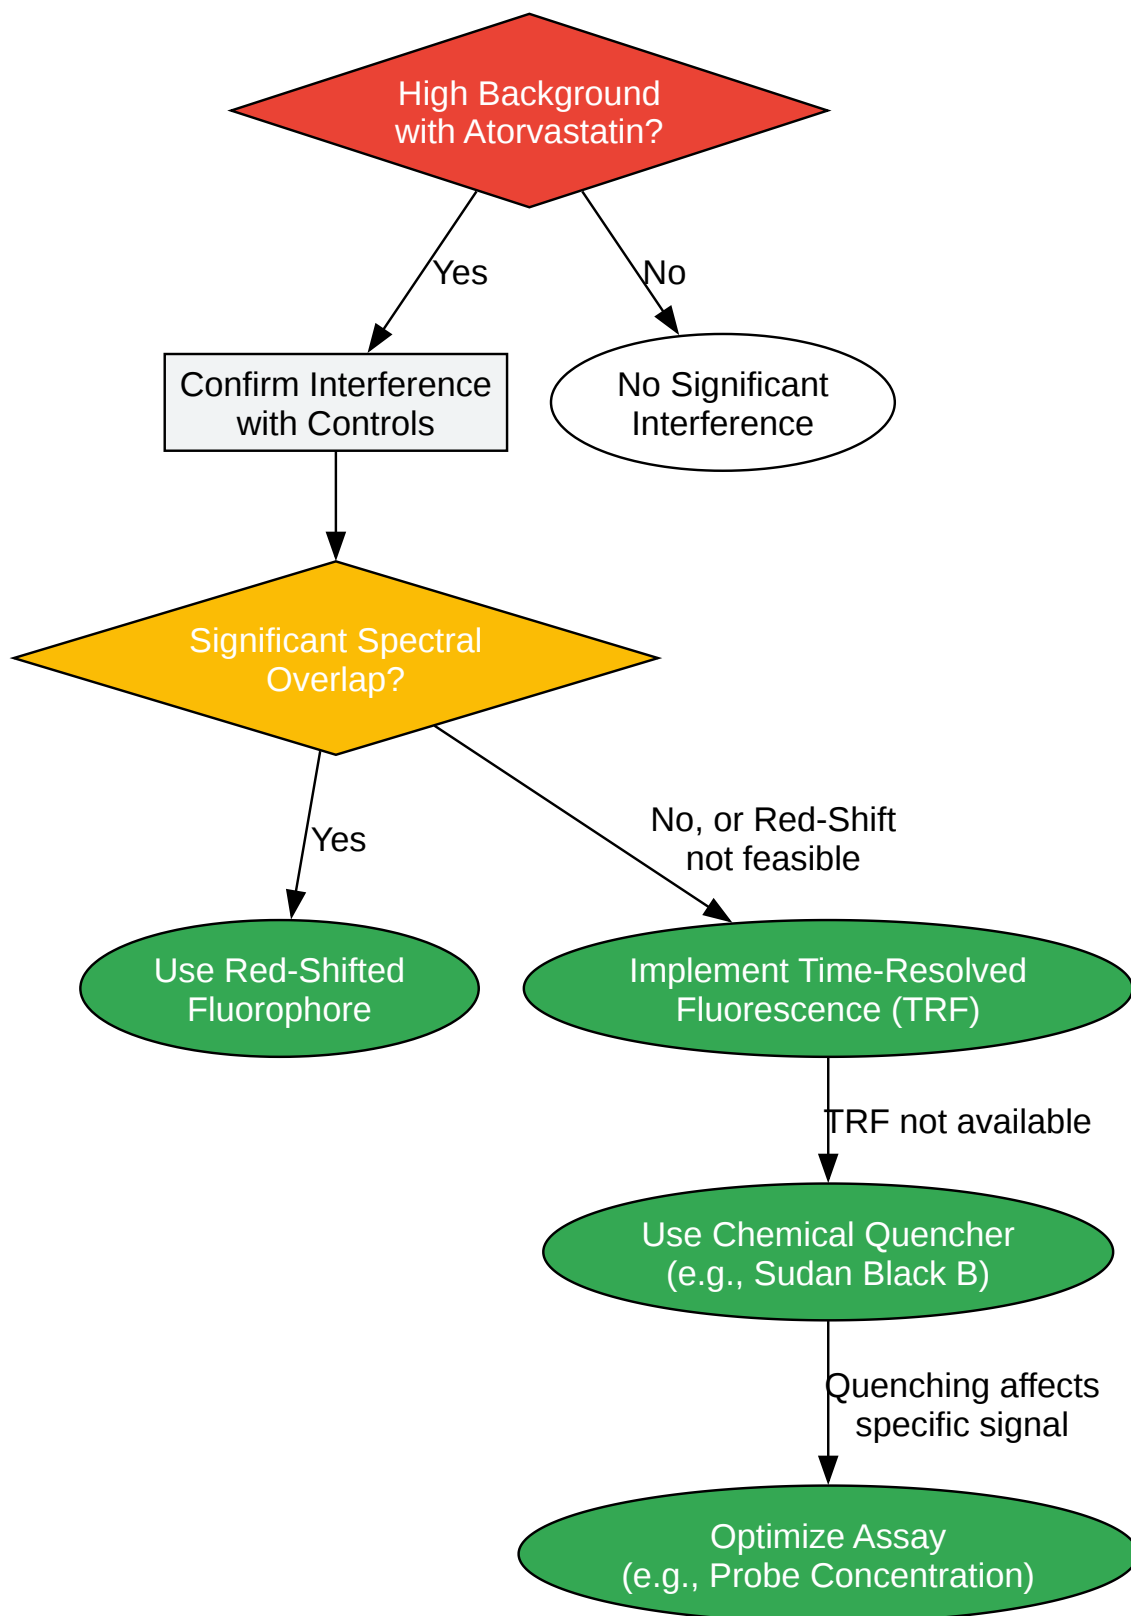 High Background
with Atorvastatin?
Yes
No
Confirm Interference
with Controls
No Significant
Interference
Significant Spectral
Overlap?
Yes
No, or Red-Shift
not feasible
Use Red-Shifted
Fluorophore
Implement Time-Resolved
Fluorescence (TRF)
TRF not available
Use Chemical Quencher
(e.g., Sudan Black B)
Quenching affects
specific signal
Optimize Assay
(e.g., Probe Concentration)